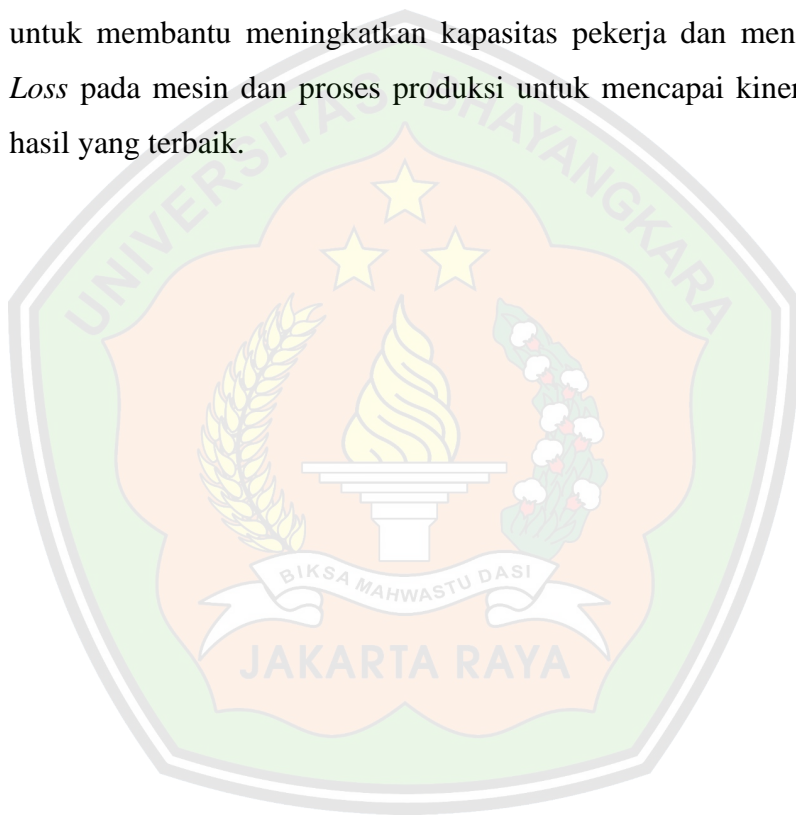 untuk membantu meningkatkan kapasitas pekerja dan men
Loss pada mesin dan proses produksi untuk mencapai kiner
hasil yang terbaik.
UNIVERSITAS BHAYANGKARA
BIKSA MAHWASTU DASI
JAKARTA RAYA